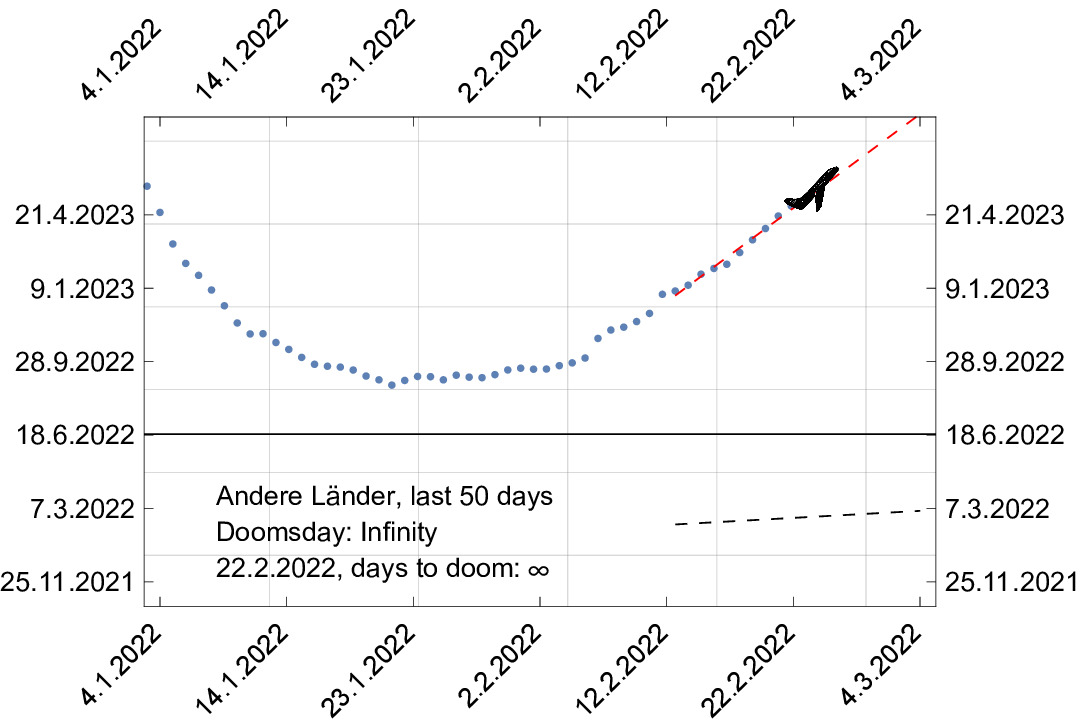 4.1.2022 14.1.2022 23.1.2022 2.2.2022 12.2.2022 22.2.2022 4.3.2022
21.4.2023 21.4.2023
9.1.2023 9.1.2023
28.9.2022 28.9.2022
18.6.2022 18.6.2022
Andere Länder, last 50 days
7.3.2022 7.3.2022
Doomsday: Infinity
22.2.2022, days to doom: ∞
25.11.2021 25.11.2021
4.1.2022 14.1.2022 23.1.2022 2.2.2022 12.2.2022 22.2.2022 4.3.2022